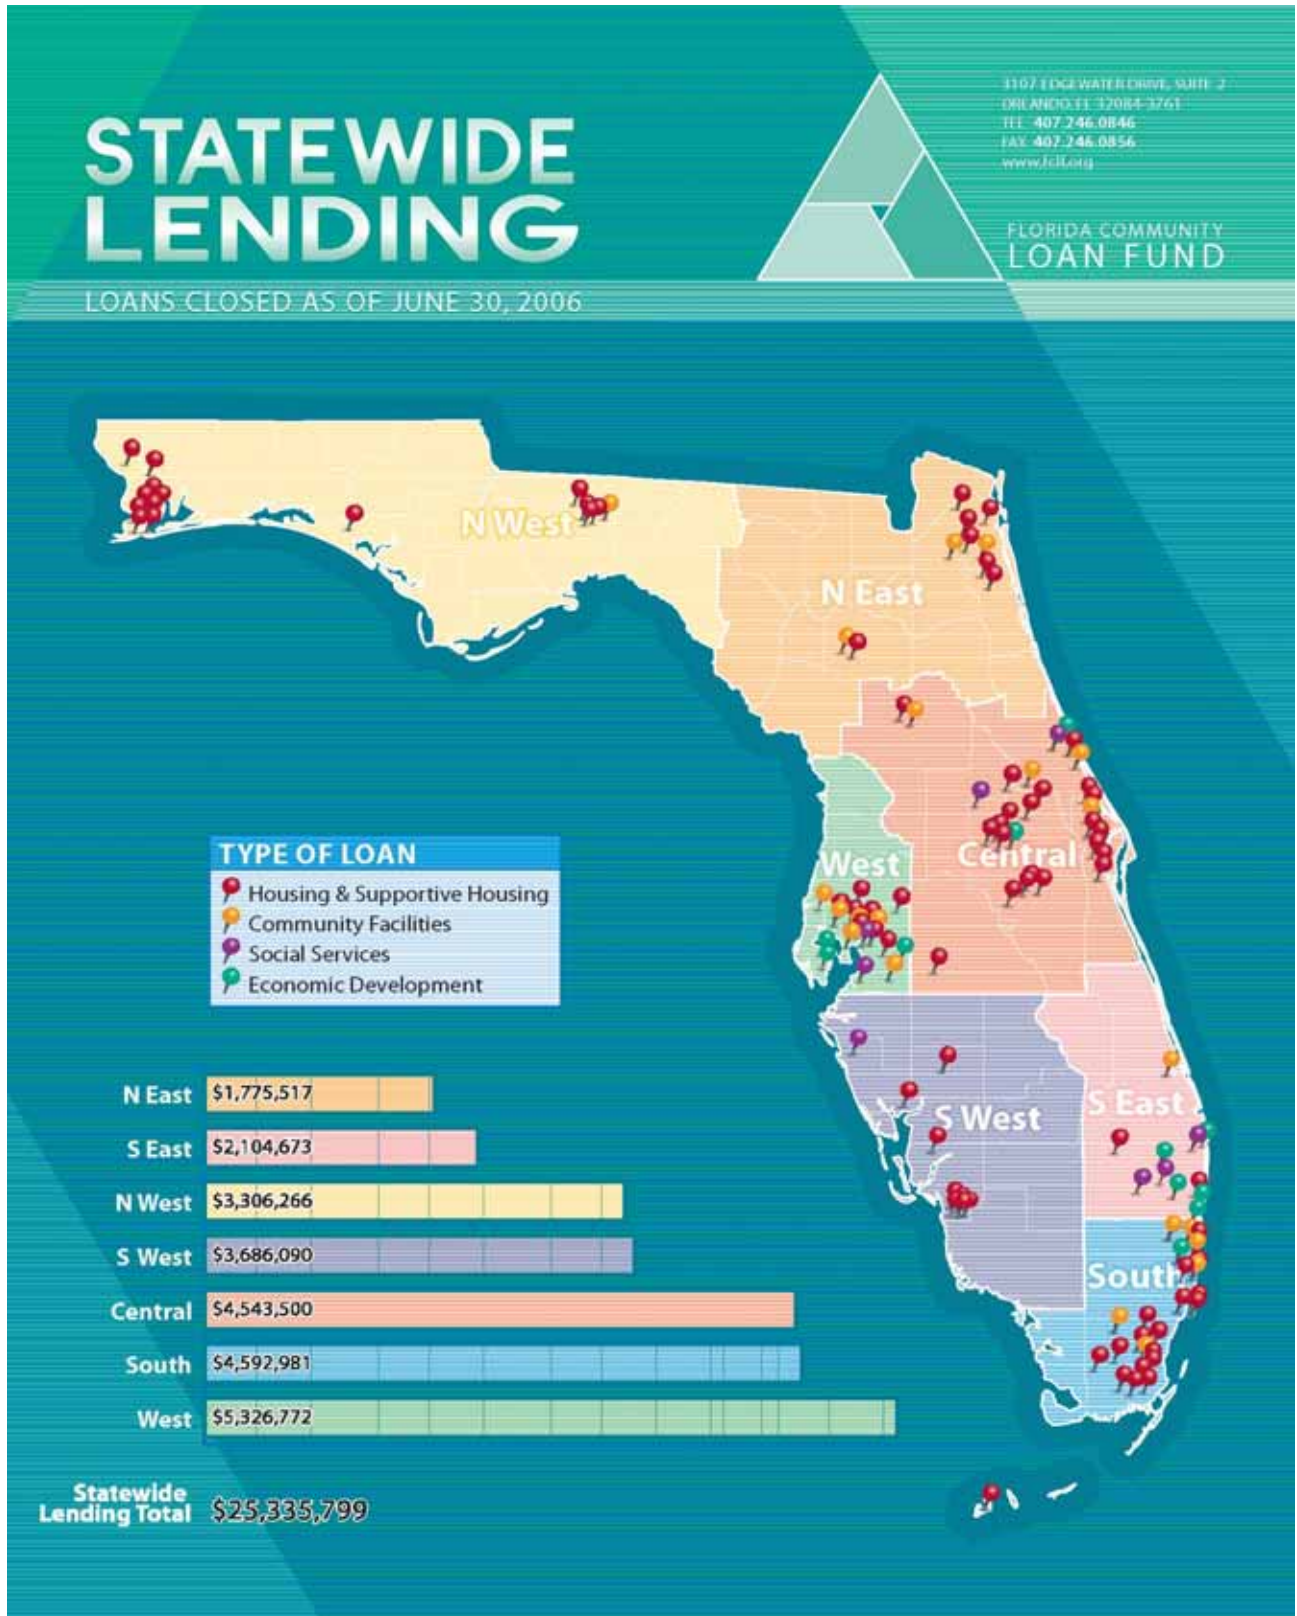 STATEWIDE
LENDING
LOANS CLOSED AS OF JUNE 30, 2006
3107 EDGEWATER DRIVE, SUITE 2
ORLANDO, FL 32084-3761
TEL 407.246.0846
FAX 407.246.0856
www.fclf.org
FLORIDA COMMUNITY
LOAN FUND
N West
N East
West
Central
S West
S East
South
TYPE OF LOAN
Housing & Supportive Housing
Community Facilities
Social Services
Economic Development
N East $1,775,517
S East $2,104,673
N West $3,306,266
S West $3,686,090
Central $4,543,500
South $4,592,981
West $5,326,772
Statewide
Lending Total $25,335,799